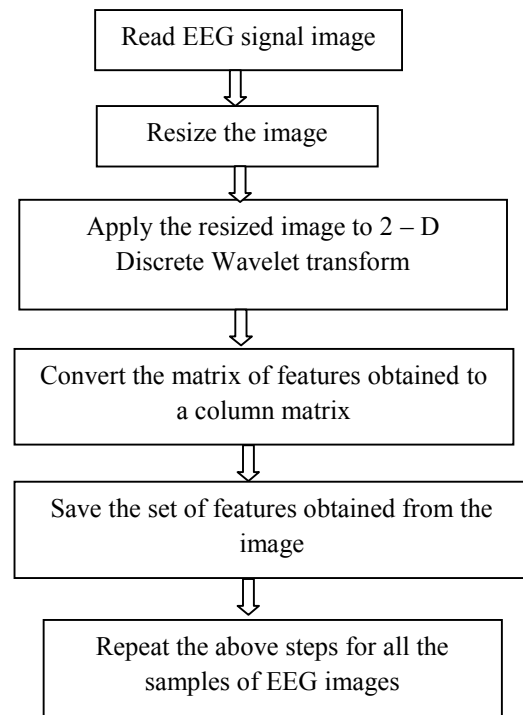 Read EEG signal image
Resize the image
Apply the resized image to 2 – D
Discrete Wavelet transform
Convert the matrix of features obtained to
a column matrix
Save the set of features obtained from the
image
Repeat the above steps for all the
samples of EEG images